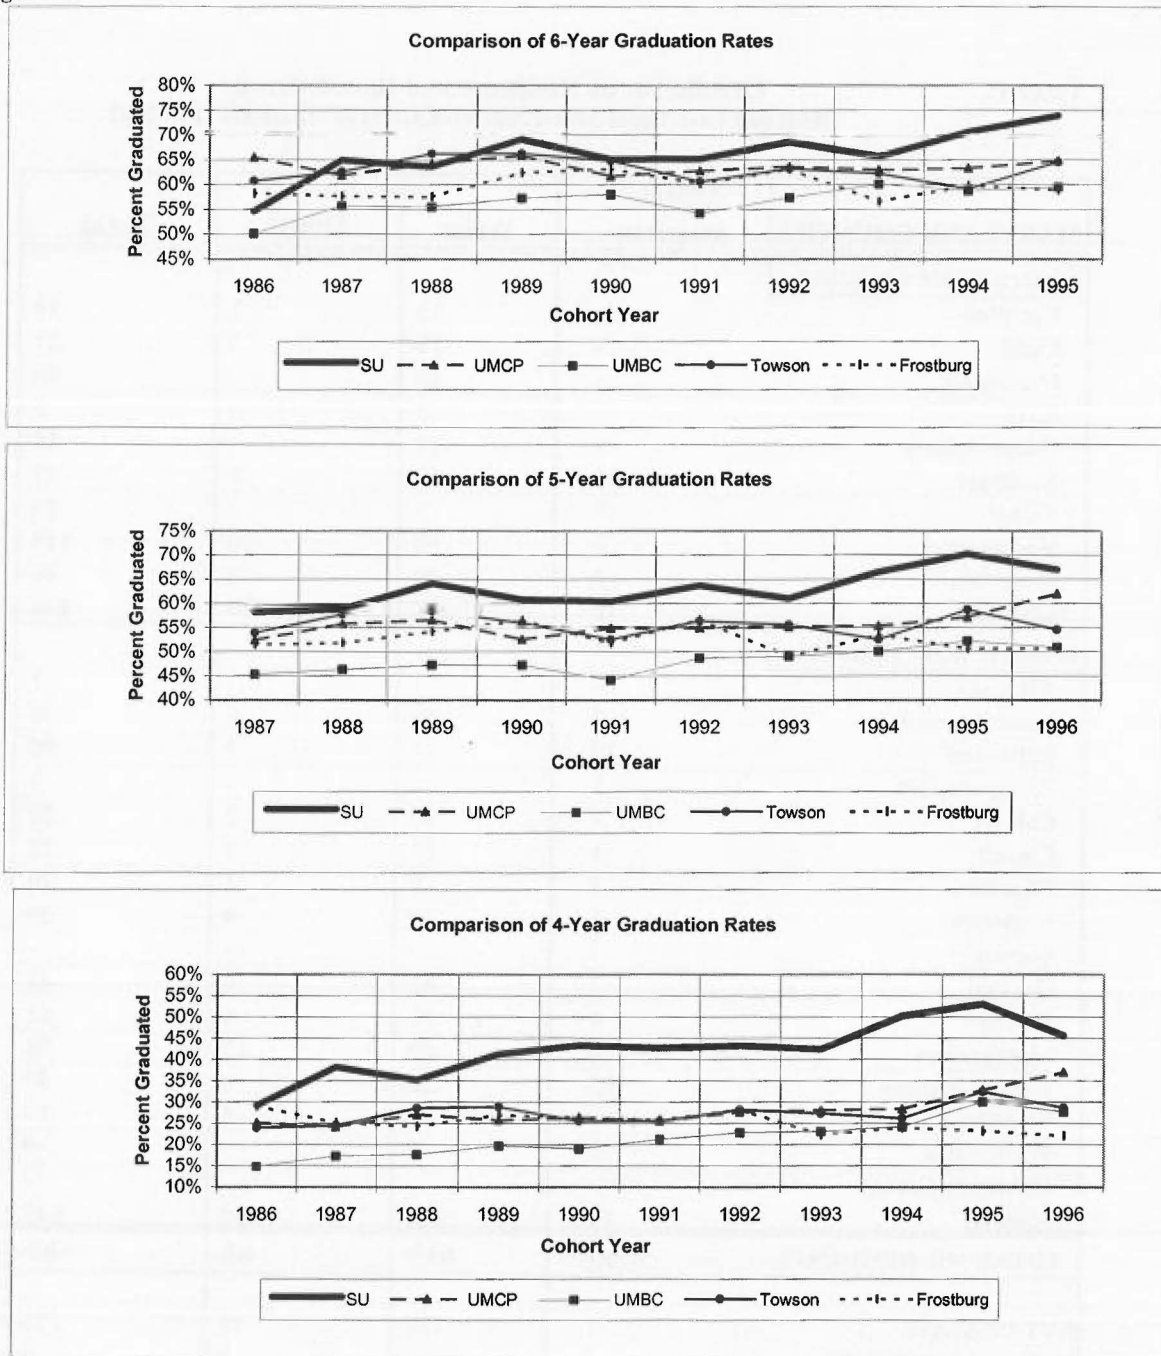 Comparison of 6-Year Graduation Rates
Percent Graduated
80%
75%
70%
65%
60%
55%
50%
45%
1986 1987 1988 1989 1990 1991 1992 1993 1994 1995
Cohort Year
SU UMCP UMBC Towson Frostburg
Comparison of 5-Year Graduation Rates
Percent Graduated
75%
70%
65%
60%
55%
50%
45%
40%
1987 1988 1989 1990 1991 1992 1993 1994 1995 1996
Cohort Year
SU UMCP UMBC Towson Frostburg
Comparison of 4-Year Graduation Rates
Percent Graduated
60%
55%
50%
45%
40%
35%
30%
25%
20%
15%
10%
1986 1987 1988 1989 1990 1991 1992 1993 1994 1995 1996
Cohort Year
SU UMCP UMBC Towson Frostburg